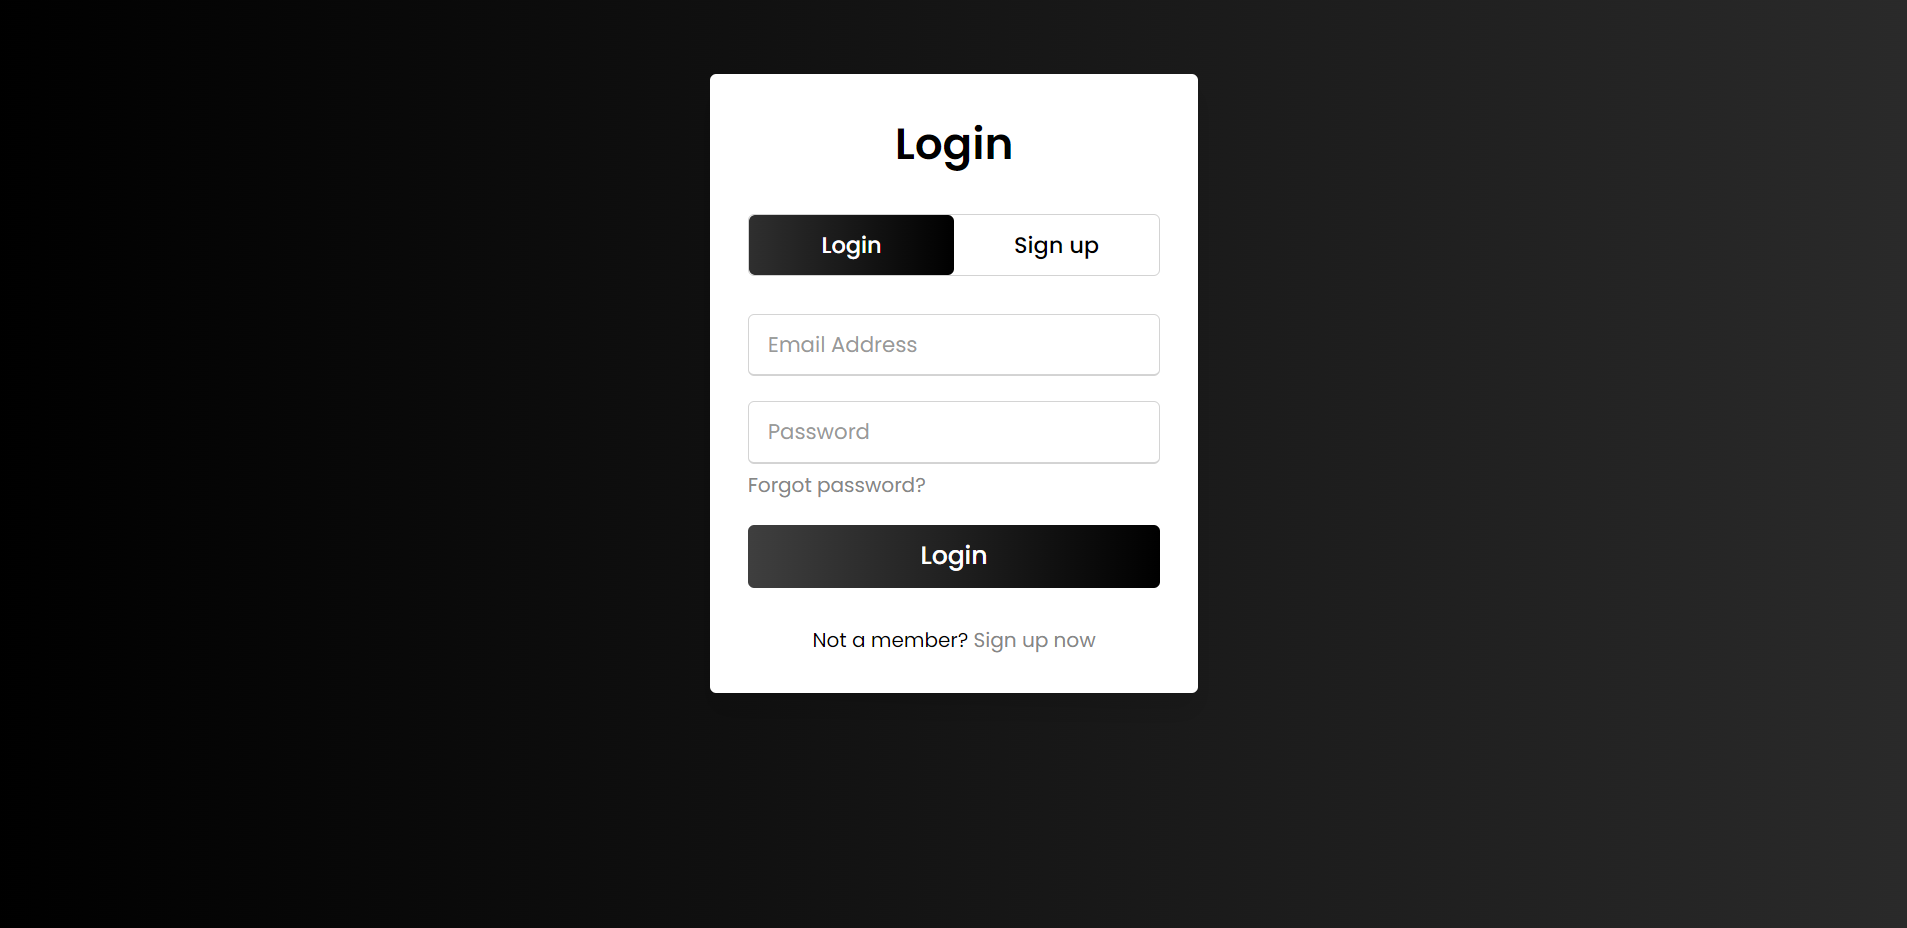 Login
Login Sign up
Email Address
Password
Forgot password?
Login
Not a member? Sign up now